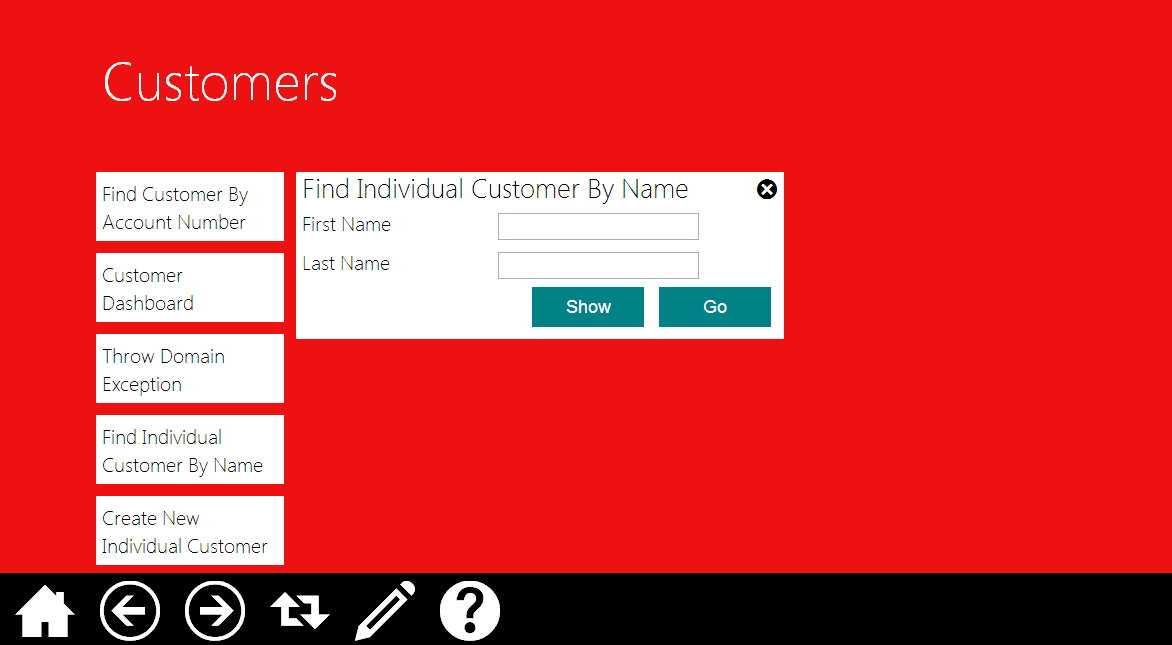 Customers
Find Customer By
Account Number
Customer
Dashboard
Throw Domain
Exception
Find Individual
Customer By Name
Create New
Individual Customer
Find Individual Customer By Name
First Name
Last Name
Show
Go
?